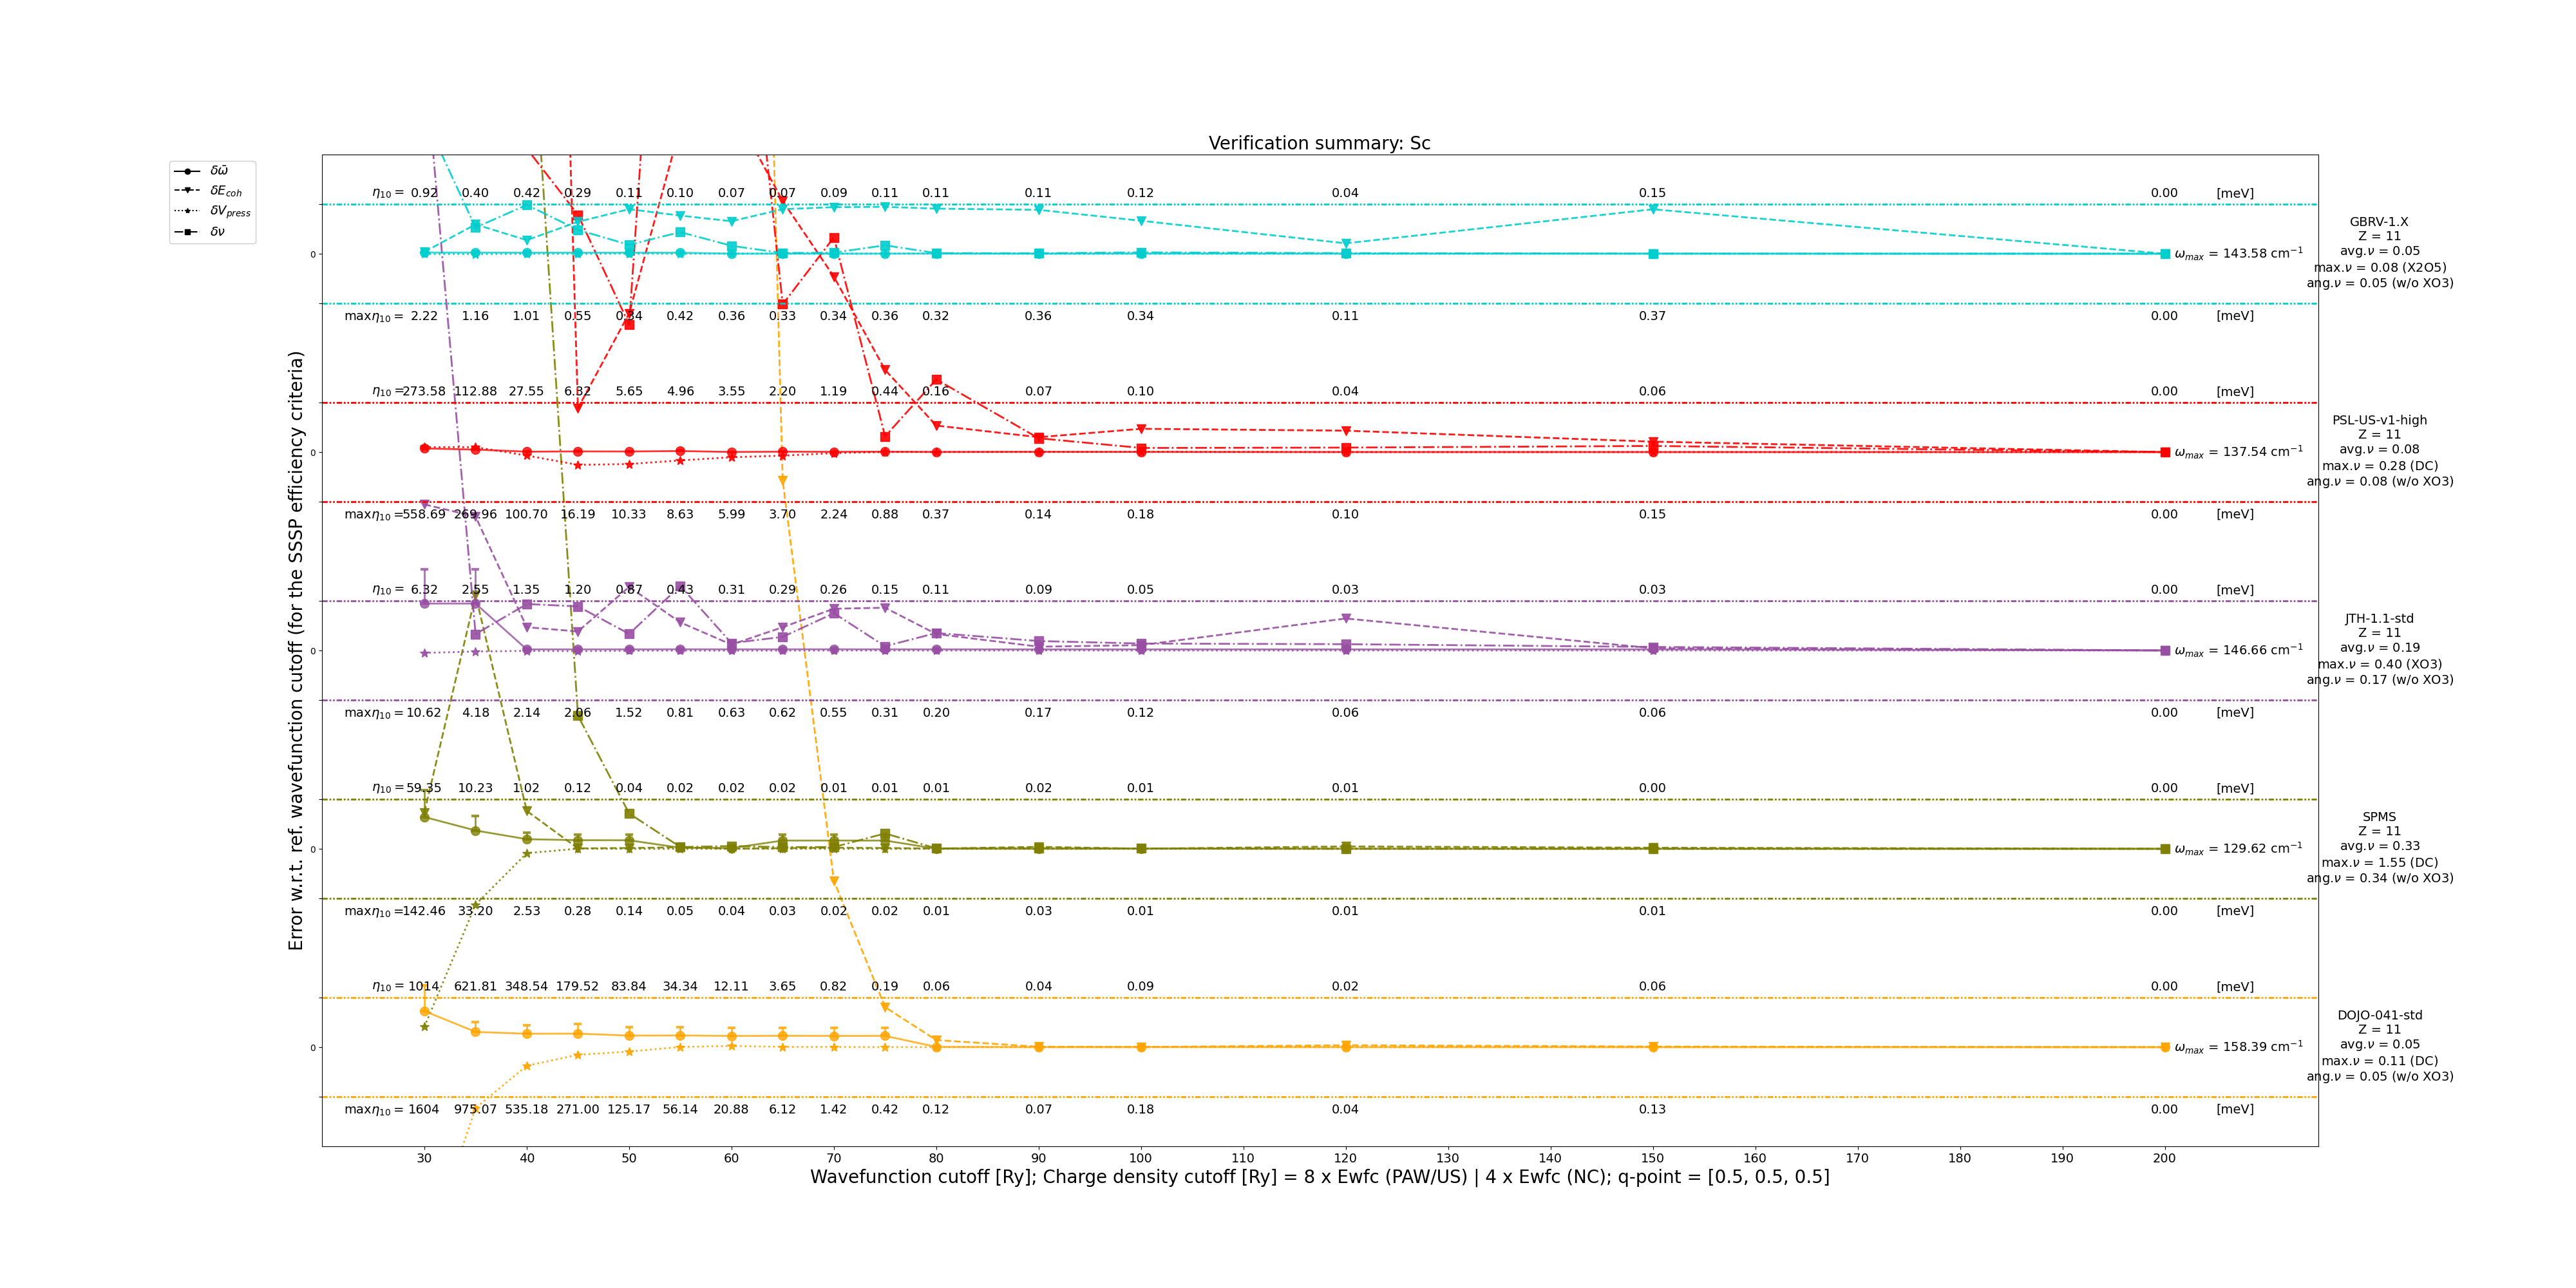 Verification summary: Sc
δω̄
δE_coh
δV_press
δν
Error w.r.t. ref. wavefunction cutoff (for the SSSP efficiency criteria)
η₁₀ = 0.92 0.40 0.42 0.29 0.11 0.10 0.07 0.07 0.09 0.11 0.11 0.11 0.12 0.04 0.15 0.00 [meV]
0
ω_max = 143.58 cm⁻¹
maxη₁₀ = 2.22 1.16 1.01 0.55 0.34 0.42 0.36 0.33 0.34 0.36 0.32 0.36 0.34 0.11 0.37 0.00 [meV]
GBRV-1.X
Z = 11
avg.ν = 0.05
max.ν = 0.08 (X2O5)
ang.ν = 0.05 (w/o XO3)
η₁₀ = 273.58 112.88 27.55 6.32 5.65 4.96 3.55 2.20 1.19 0.44 0.16 0.07 0.10 0.04 0.06 0.00 [meV]
0
ω_max = 137.54 cm⁻¹
maxη₁₀ = 558.69 269.96 100.70 16.19 10.33 8.63 5.99 3.70 2.24 0.88 0.37 0.14 0.18 0.10 0.15 0.00 [meV]
PSL-US-v1-high
Z = 11
avg.ν = 0.08
max.ν = 0.28 (DC)
ang.ν = 0.08 (w/o XO3)
η₁₀ = 6.32 2.55 1.35 1.20 0.87 0.43 0.31 0.29 0.26 0.15 0.11 0.09 0.05 0.03 0.03 0.00 [meV]
0
ω_max = 146.66 cm⁻¹
maxη₁₀ = 10.62 4.18 2.14 2.06 1.52 0.81 0.63 0.62 0.55 0.31 0.20 0.17 0.12 0.06 0.06 0.00 [meV]
JTH-1.1-std
Z = 11
avg.ν = 0.19
max.ν = 0.40 (XO3)
ang.ν = 0.17 (w/o XO3)
η₁₀ = 59.35 10.23 1.02 0.12 0.04 0.02 0.02 0.02 0.01 0.01 0.01 0.02 0.01 0.01 0.00 0.00 [meV]
0
ω_max = 129.62 cm⁻¹
maxη₁₀ = 142.46 33.20 2.53 0.28 0.14 0.05 0.04 0.03 0.02 0.02 0.01 0.03 0.01 0.01 0.01 0.00 [meV]
SPMS
Z = 11
avg.ν = 0.33
max.ν = 1.55 (DC)
ang.ν = 0.34 (w/o XO3)
η₁₀ = 1014 621.81 348.54 179.52 83.84 34.34 12.11 3.65 0.82 0.19 0.06 0.04 0.09 0.02 0.06 0.00 [meV]
0
ω_max = 158.39 cm⁻¹
maxη₁₀ = 1604 975.07 535.18 271.00 125.17 56.14 20.88 6.12 1.42 0.42 0.12 0.07 0.18 0.04 0.13 0.00 [meV]
DOJO-041-std
Z = 11
avg.ν = 0.05
max.ν = 0.11 (DC)
ang.ν = 0.05 (w/o XO3)
30 40 50 60 70 80 90 100 110 120 130 140 150 160 170 180 190 200
Wavefunction cutoff [Ry]; Charge density cutoff [Ry] = 8 x Ewfc (PAW/US) | 4 x Ewfc (NC); q-point = [0.5, 0.5, 0.5]